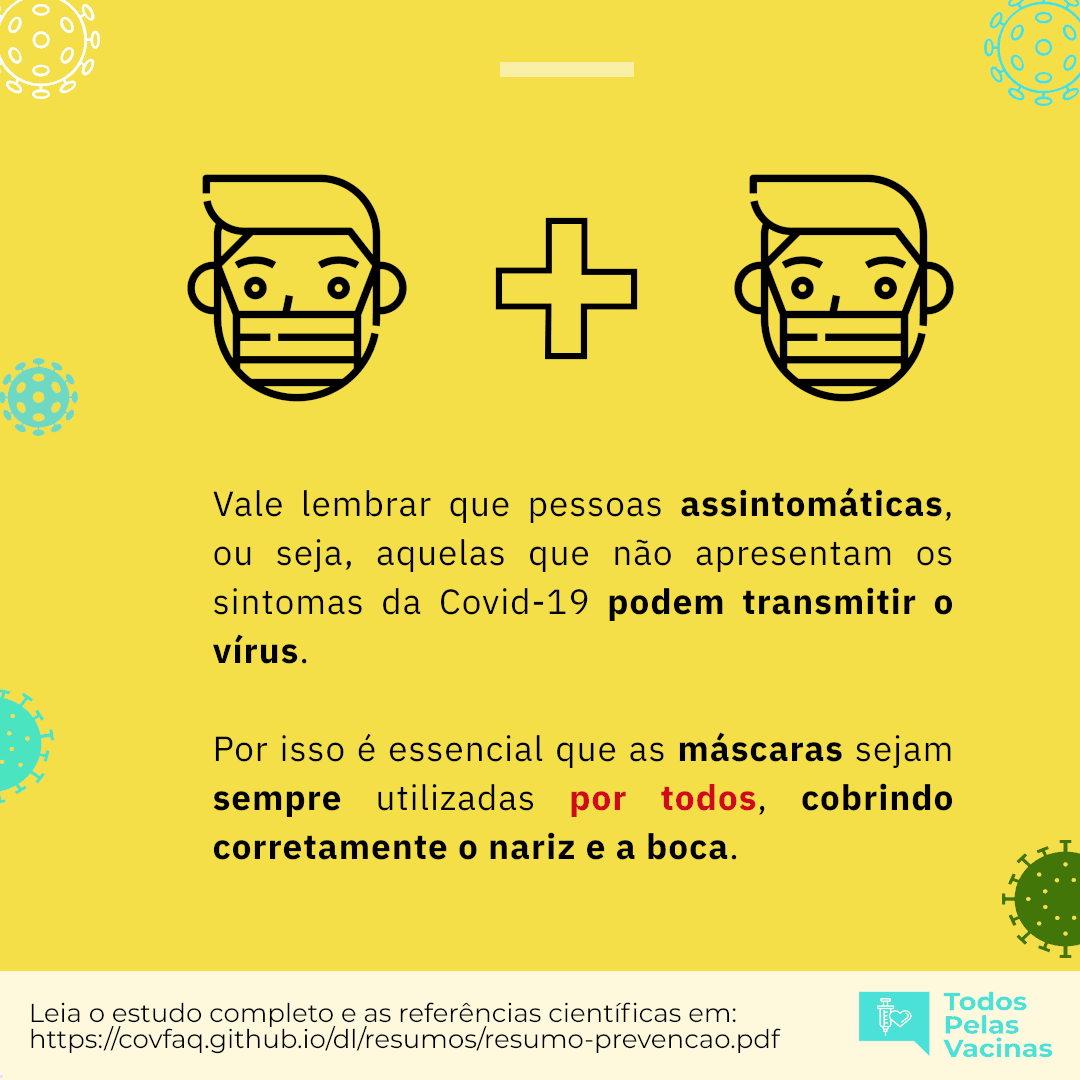 Vale lembrar que pessoas assintomáticas,
ou seja, aquelas que não apresentam os
sintomas da Covid-19 podem transmitir o
vírus.
Por isso é essencial que as máscaras sejam
sempre utilizadas por todos, cobrindo
corretamente o nariz e a boca.
Leia o estudo completo e as referências científicas em:
https://covfaq.github.io/dl/resumos/resumo-prevencao.pdf
Todos
Pelas
Vacinas